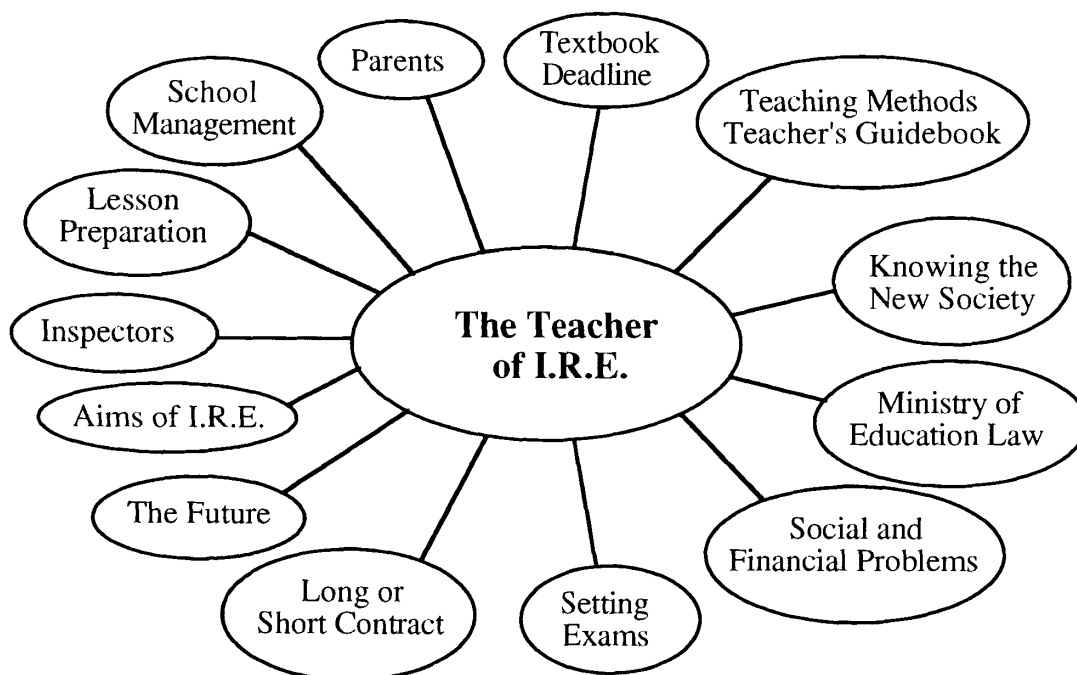 Parents
Textbook
Deadline
School
Management
Teaching Methods
Teacher's Guidebook
Lesson
Preparation
Knowing the
New Society
Inspectors
The Teacher
of I.R.E.
Aims of I.R.E.
Ministry of
Education Law
The Future
Social and
Financial Problems
Long or
Short Contract
Setting
Exams